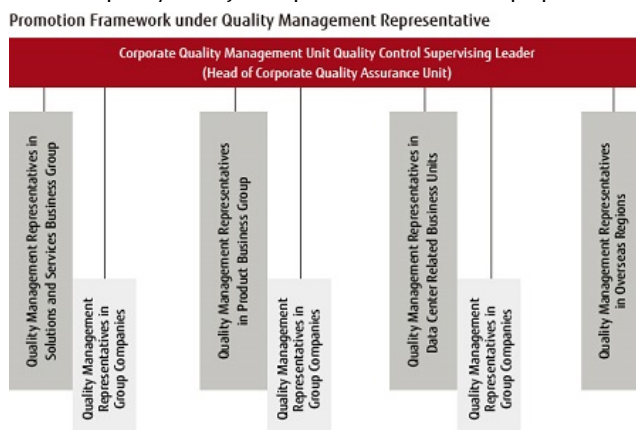 Promotion Framework under Quality Management Representative
Corporate Quality Management Unit Quality Control Supervising Leader
(Head of Corporate Quality Assurance Unit)
Quality Management Representatives in
Solutions and Services Business Group
Quality Management
Representatives in
Group Companies
Quality Management Representatives
in Product Business Group
Quality Management
Representatives in
Group Companies
Quality Management Representatives in
Data Center Related Business Units
Quality Management
Representatives in
Group Companies
Quality Management Representatives
in Overseas Regions